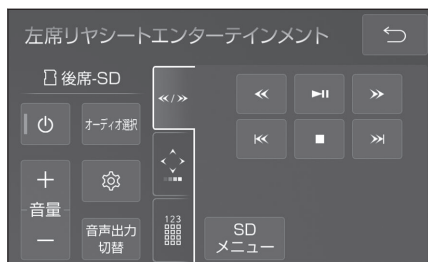 左席リヤシートエンターテインメント
後席-SD
オーディオ選択
音量
音声出力
切替
123
SD
メニュー